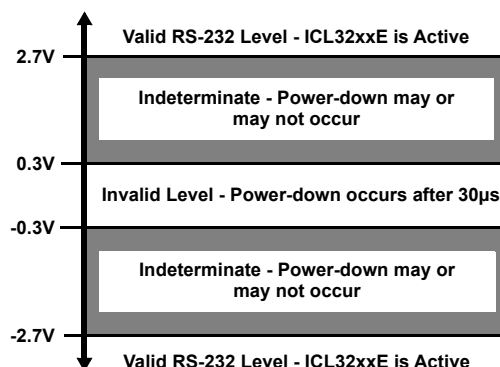 Valid RS-232 Level - ICL32xxE is Active
2.7V
Indeterminate - Power-down may or
may not occur
0.3V
Invalid Level - Power-down occurs after 30µs
-0.3V
Indeterminate - Power-down may or
may not occur
-2.7V
Valid RS-232 Level - ICL32xxE is Active